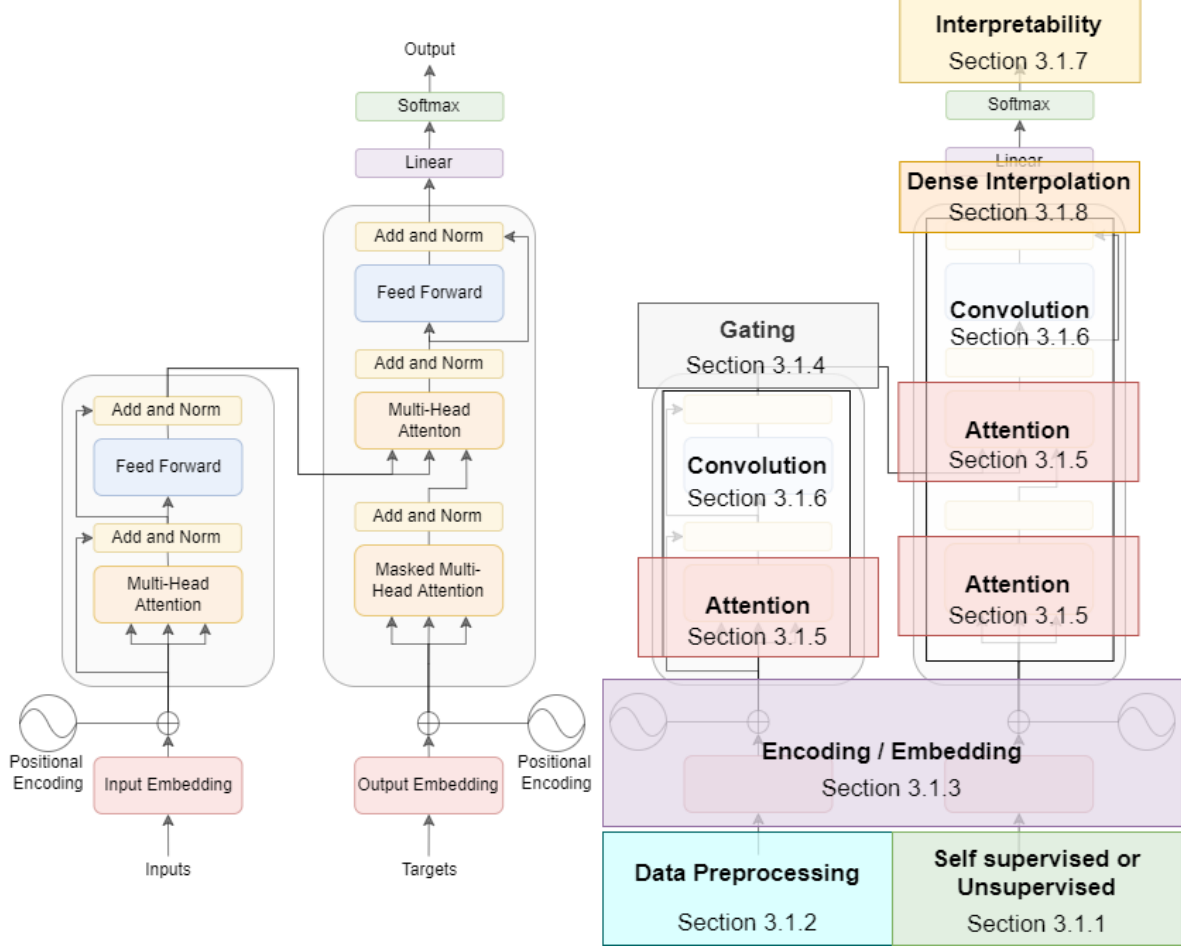 Output
Softmax
Linear
Add and Norm
Feed Forward
Add and Norm
Multi-Head
Attenton
Add and Norm
Masked Multi-
Head Attention
Add and Norm
Feed Forward
Add and Norm
Multi-Head
Attention
Positional
Encoding
Input Embedding
Output Embedding
Positional
Encoding
Inputs
Targets
Interpretability
Section 3.1.7
Softmax
Linear
Dense Interpolation
Section 3.1.8
Convolution
Section 3.1.6
Gating
Section 3.1.4
Attention
Section 3.1.5
Convolution
Section 3.1.6
Attention
Section 3.1.5
Attention
Section 3.1.5
Encoding / Embedding
Section 3.1.3
Data Preprocessing
Section 3.1.2
Self supervised or
Unsupervised
Section 3.1.1